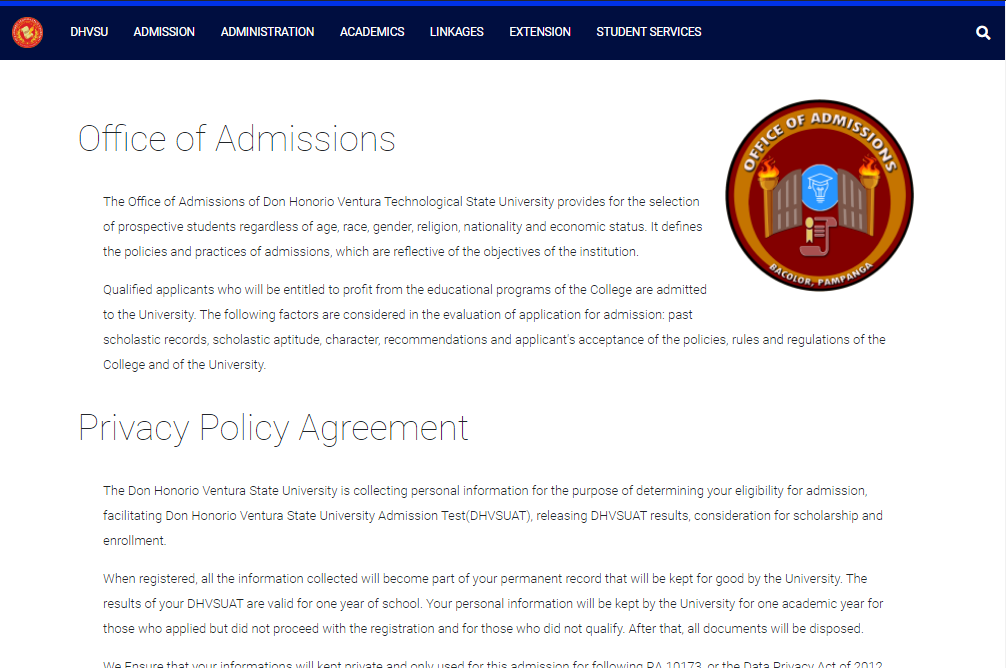 DHVSU ADMISSION ADMINISTRATION ACADEMICS LINKAGES EXTENSION STUDENT SERVICES
OFFICE OF ADMISSIONS
BACOLOR, PAMPANGA
Office of Admissions
The Office of Admissions of Don Honorio Ventura Technological State University provides for the selection
of prospective students regardless of age, race, gender, religion, nationality and economic status. It defines
the policies and practices of admissions, which are reflective of the objectives of the institution.
Qualified applicants who will be entitled to profit from the educational programs of the College are admitted
to the University. The following factors are considered in the evaluation of application for admission: past
scholastic records, scholastic aptitude, character, recommendations and applicant's acceptance of the policies, rules and regulations of the
College and of the University.
Privacy Policy Agreement
The Don Honorio Ventura State University is collecting personal information for the purpose of determining your eligibility for admission,
facilitating Don Honorio Ventura State University Admission Test(DHVSUAT), releasing DHVSUAT results, consideration for scholarship and
enrollment.
When registered, all the information collected will become part of your permanent record that will be kept for good by the University. The
results of your DHVSUAT are valid for one year of school. Your personal information will be kept by the University for one academic year for
those who applied but did not proceed with the registration and for those who did not qualify. After that, all documents will be disposed.
We Ensure that your informations will kept private and only used for this admission for following RA 10173, or the Data Privacy Act of 2012